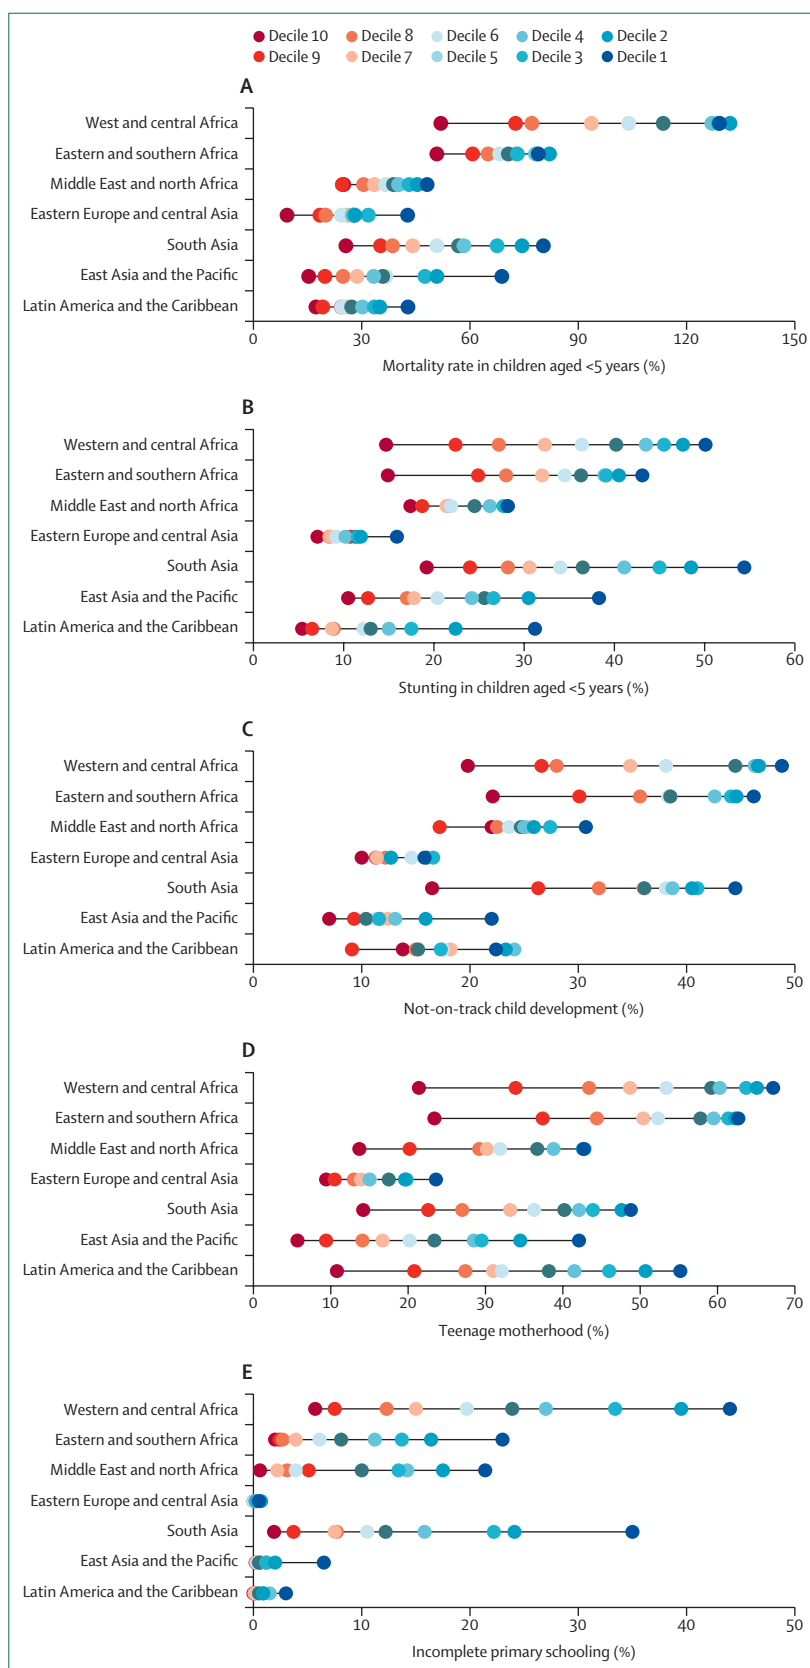 Decile 10 Decile 8 Decile 6 Decile 4 Decile 2
Decile 9 Decile 7 Decile 5 Decile 3 Decile 1
A
West and central Africa
Eastern and southern Africa
Middle East and north Africa
Eastern Europe and central Asia
South Asia
East Asia and the Pacific
Latin America and the Caribbean
0 30 60 90 120 150
Mortality rate in children aged <5 years (%)
B
Western and central Africa
Eastern and southern Africa
Middle East and north Africa
Eastern Europe and central Asia
South Asia
East Asia and the Pacific
Latin America and the Caribbean
0 10 20 30 40 50 60
Stunting in children aged <5 years (%)
C
Western and central Africa
Eastern and southern Africa
Middle East and north Africa
Eastern Europe and central Asia
South Asia
East Asia and the Pacific
Latin America and the Caribbean
0 10 20 30 40 50
Not-on-track child development (%)
D
Western and central Africa
Eastern and southern Africa
Middle East and north Africa
Eastern Europe and central Asia
South Asia
East Asia and the Pacific
Latin America and the Caribbean
0 10 20 30 40 50 60 70
Teenage motherhood (%)
E
Western and central Africa
Eastern and southern Africa
Middle East and north Africa
Eastern Europe and central Asia
South Asia
East Asia and the Pacific
Latin America and the Caribbean
0 10 20 30 40 50
Incomplete primary schooling (%)